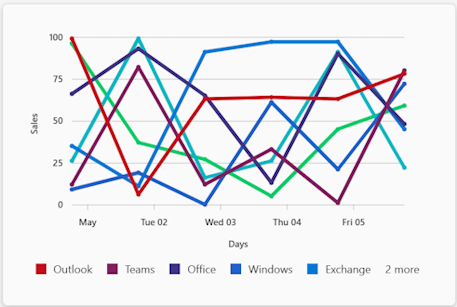 100
75
50
25
0
Sales
May Tue 02 Wed 03 Thu 04 Fri 05
Days
Outlook Teams Office Windows Exchange 2 more